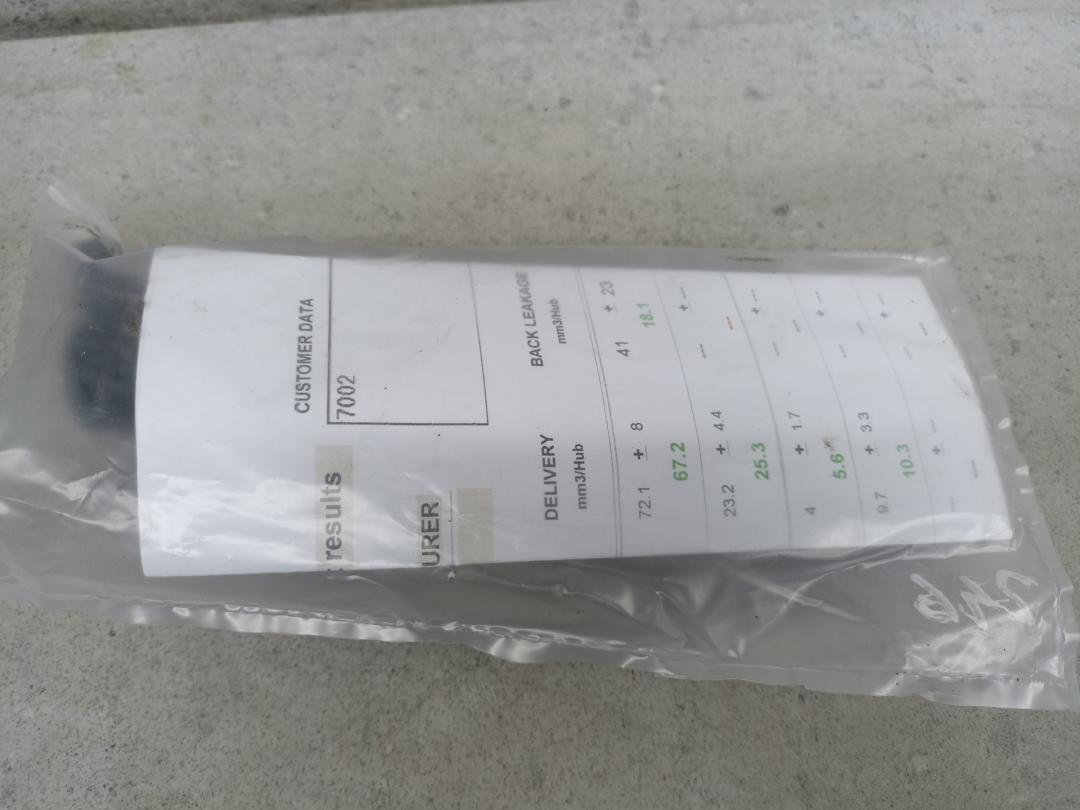 CUSTOMER DATA
7002
results
URER
DELIVERY BACK LEAKAGE
mm3/Hub mm3/Hub
72.1 ± 8 41 ± 23
67.2 18.1
23.2 ± 4.4 --- ± ---
25.3 ---
4 ± 1.7 --- ± ---
5.6 ---
9.7 ± 3.3 --- ± ---
10.3 ---
--- ± --- --- ± ---
--- ---